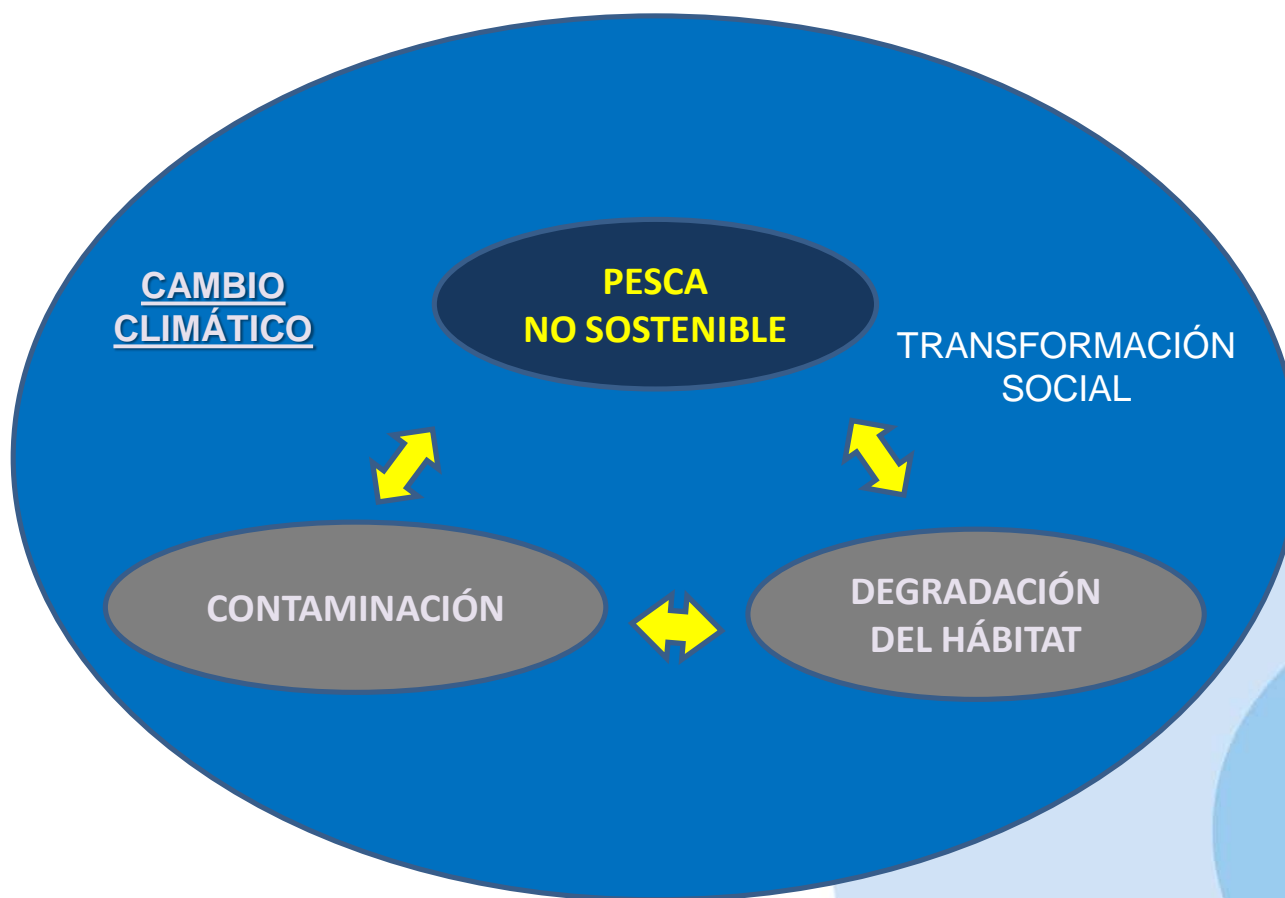 CAMBIO
CLIMÁTICO
PESCA
NO SOSTENIBLE
TRANSFORMACIÓN
SOCIAL
CONTAMINACIÓN
DEGRADACIÓN
DEL HÁBITAT